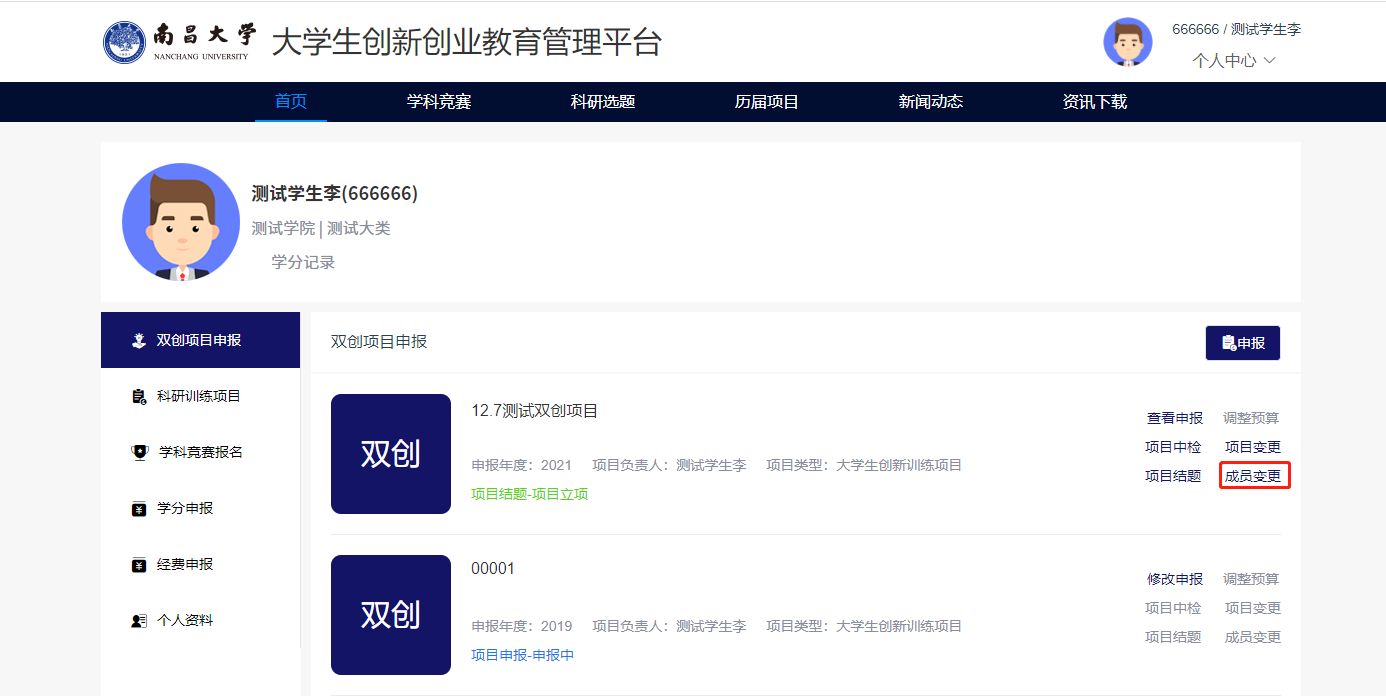 南昌大学
NANCHANG UNIVERSITY
大学生创新创业教育管理平台
666666 / 测试学生李
个人中心
首页 学科竞赛 科研选题 历届项目 新闻动态 资讯下载
测试学生李(666666)
测试学院 | 测试大类
学分记录
双创项目申报
科研训练项目
学科竞赛报名
学分申报
经费申报
个人资料
双创项目申报
申报
双创
12.7测试双创项目
申报年度：2021 项目负责人：测试学生李 项目类型：大学生创新训练项目
项目结题-项目立项
查看申报 调整预算
项目中检 项目变更
项目结题 成员变更
双创
00001
申报年度：2019 项目负责人：测试学生李 项目类型：大学生创新训练项目
项目申报-申报中
修改申报 调整预算
项目中检 项目变更
项目结题 成员变更